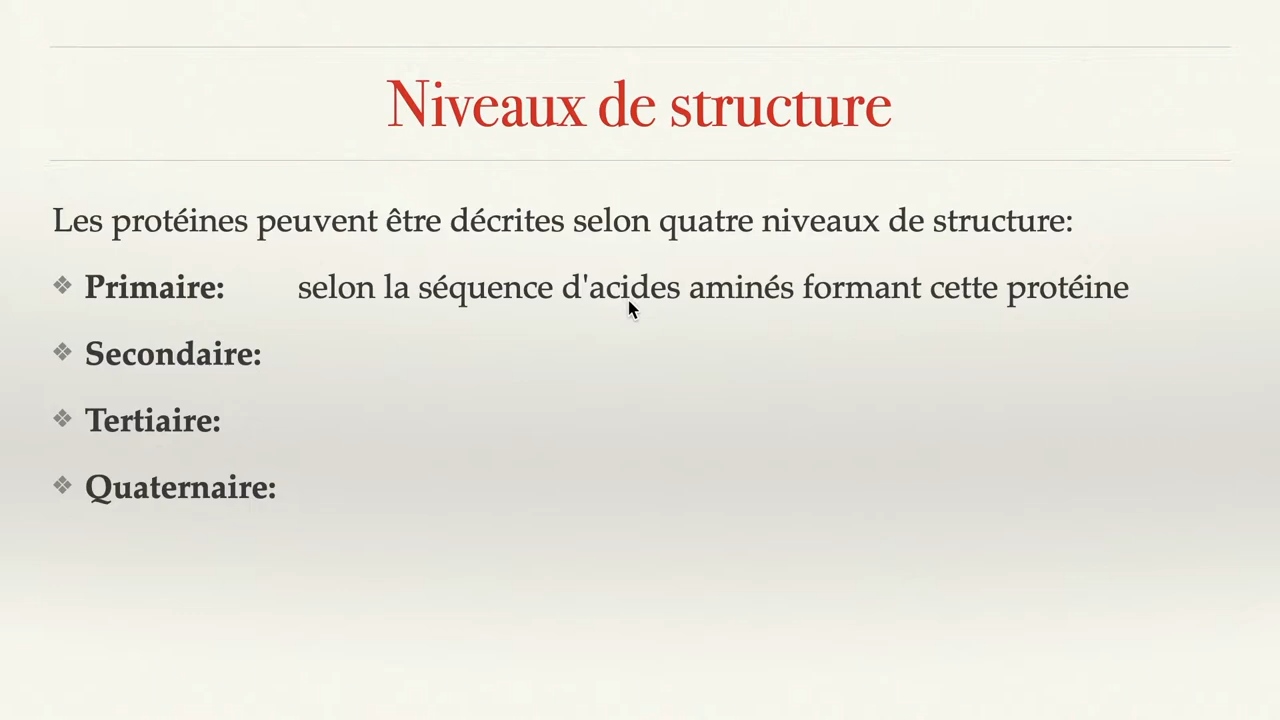 Niveaux de structure
Les protéines peuvent être décrites selon quatre niveaux de structure:
❖ Primaire: selon la séquence d'acides aminés formant cette protéine
❖ Secondaire:
❖ Tertiaire:
❖ Quaternaire: